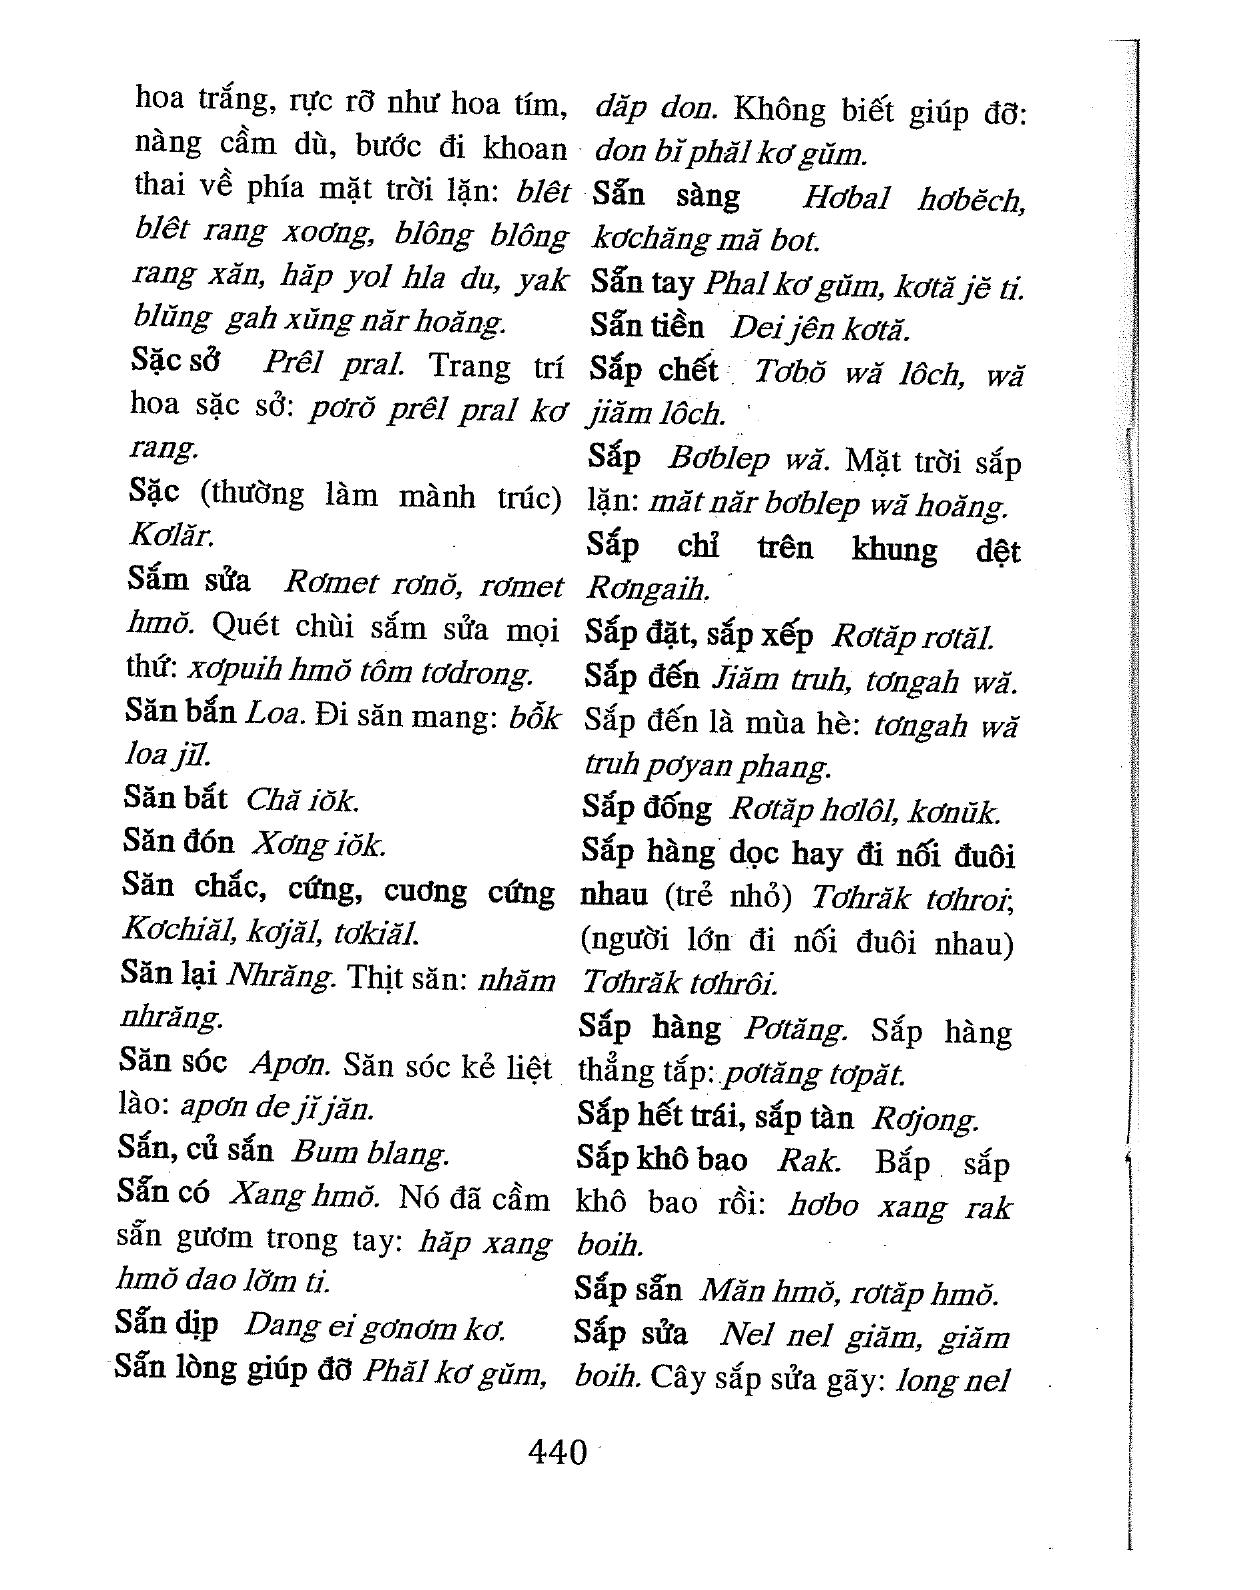 hoa trắng, rực rỡ như hoa tím,
nàng cầm dù, bước đi khoan
thai về phía mặt trời lặn: blêt
blêt rang xoơng, blông blông
rang xăn, hăp yol hla du, yak
blŭng gah xŭng năr hoăng.
Sặc sở Prêl pral. Trang trí
hoa sặc sở: pơrŏ prêl pral kơ
rang.
Sặc (thường làm mành trúc)
Kơlăr.
Sắm sửa Rơmet rơnŏ, rơmet
hmŏ. Quét chùi sắm sửa mọi
thứ: xơpuih hmŏ tôm tơdrong.
Săn bắn Loa. Đi săn mang: bỗk
loa jĭl.
Săn bắt Chă iŏk.
Săn đón Xơng iŏk.
Săn chắc, cứng, cương cứng
Kơchiăl, kơjăl, tơkiăl.
Săn lại Nhrăng. Thịt săn: nhăm
nhrăng.
Săn sóc Apơn. Săn sóc kẻ liệt
lào: apơn de jĭ jăn.
Sắn, củ sắn Bum blang.
Sẵn có Xang hmŏ. Nó đã cầm
sẵn gươm trong tay: hăp xang
hmŏ dao lơ̆m ti.
Sẵn dịp Dang ei gơnơm kơ.
Sẵn lòng giúp đỡ Phăl kơ gŭm,
dăp don. Không biết giúp đỡ:
don bĭ phăl kơ gŭm.
Sẵn sàng Hơbal hơbĕch,
kơchăng mă bot.
Sẵn tay Phal kơ gŭm, kơtă jĕ ti.
Sẵn tiền Dei jên kơtă.
Sắp chết Tơbŏ wă lôch, wă
jiăm lôch.
Sắp Bơblep wă. Mặt trời sắp
lặn: măt năr bơblep wă hoăng.
Sắp chỉ trên khung dệt
Rơngaih.
Sắp đặt, sắp xếp Rơtăp rơtăl.
Sắp đến Jiăm truh, tơngah wă.
Sắp đến là mùa hè: tơngah wă
truh pơyan phang.
Sắp đống Rơtăp hơlôl, kơnŭk.
Sắp hàng dọc hay đi nối đuôi
nhau (trẻ nhỏ) Tơhrăk tơhroi;
(người lớn đi nối đuôi nhau)
Tơhrăk tơhrôi.
Sắp hàng Pơtăng. Sắp hàng
thẳng tắp: pơtăng tơpăt.
Sắp hết trái, sắp tàn Rơjong.
Sắp khô bao Rak. Bắp sắp
khô bao rồi: hơbo xang rak
boih.
Sắp sẵn Măn hmŏ, rơtăp hmŏ.
Sắp sửa Nel nel giăm, giăm
boih. Cây sắp sửa gãy: long nel
440